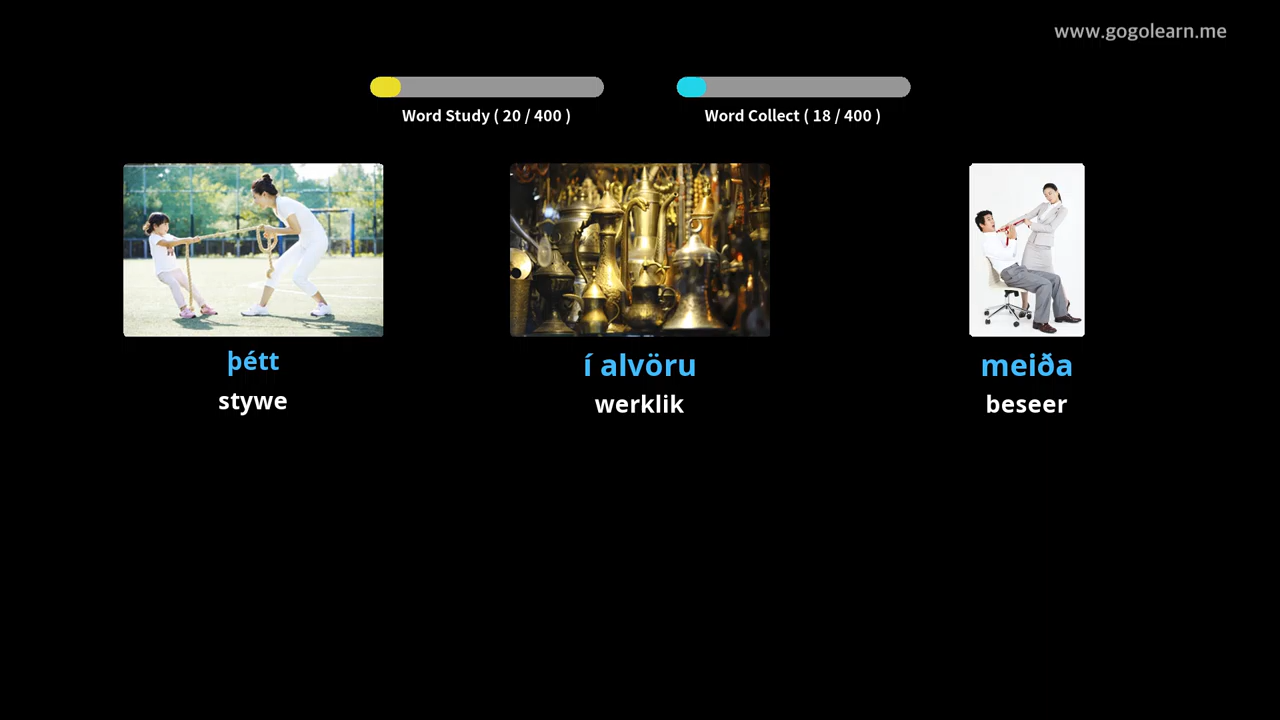 www.gogolearn.me
Word Study ( 20 / 400 )
Word Collect ( 18 / 400 )
þétt
stywe
í alvöru
werklik
meiða
beseer